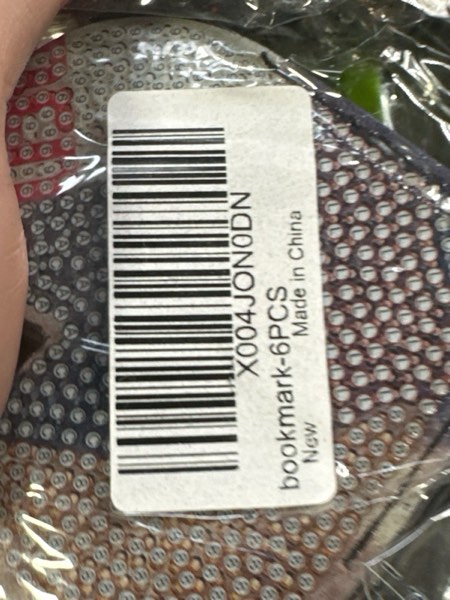 X004JON0DN
bookmark-6PCS
New
Made in China